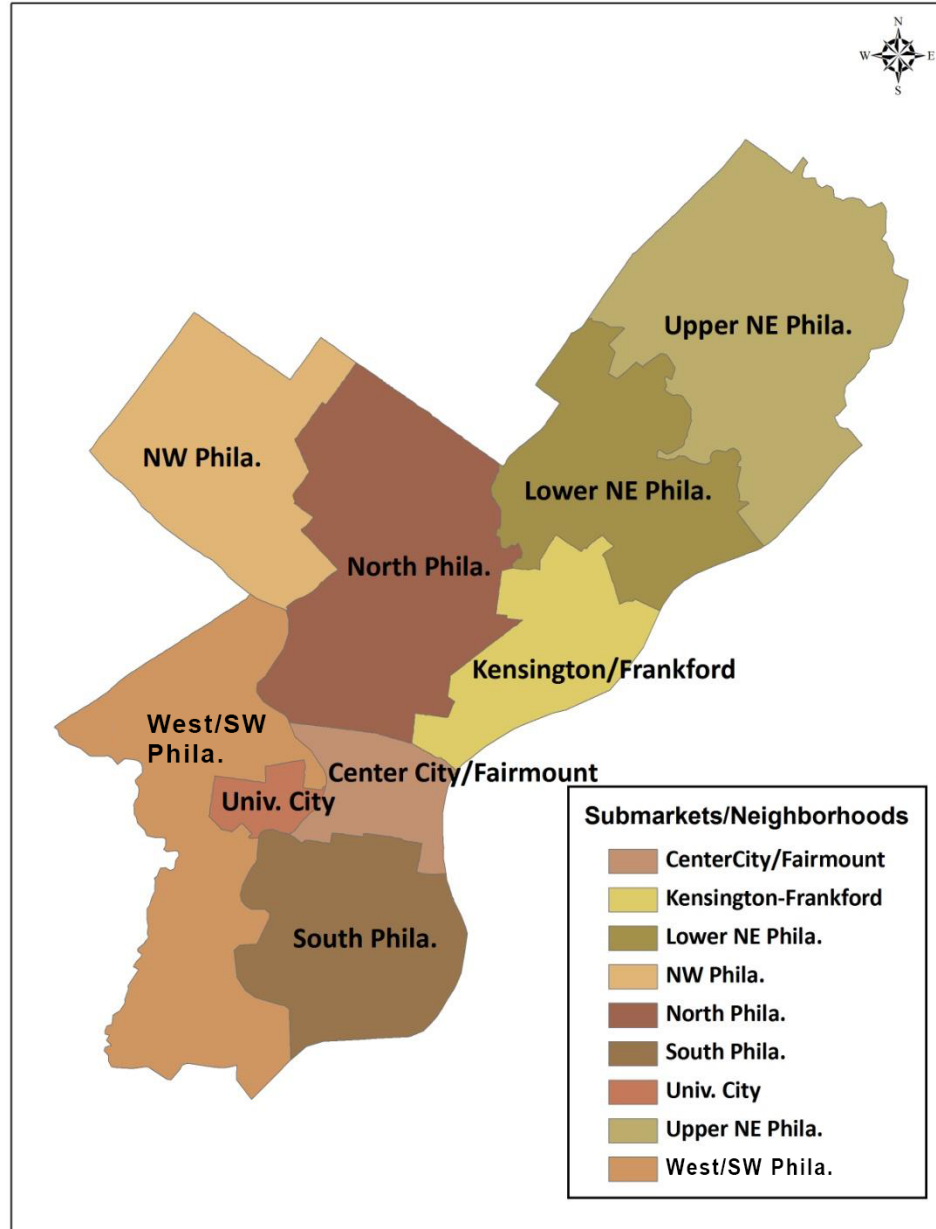 N
W E
S
Upper NE Phila.
NW Phila.
Lower NE Phila.
North Phila.
Kensington/Frankford
West/SW
Phila.
Center City/Fairmount
Univ. City
South Phila.
Submarkets/Neighborhoods
CenterCity/Fairmount
Kensington-Frankford
Lower NE Phila.
NW Phila.
North Phila.
South Phila.
Univ. City
Upper NE Phila.
West/SW Phila.